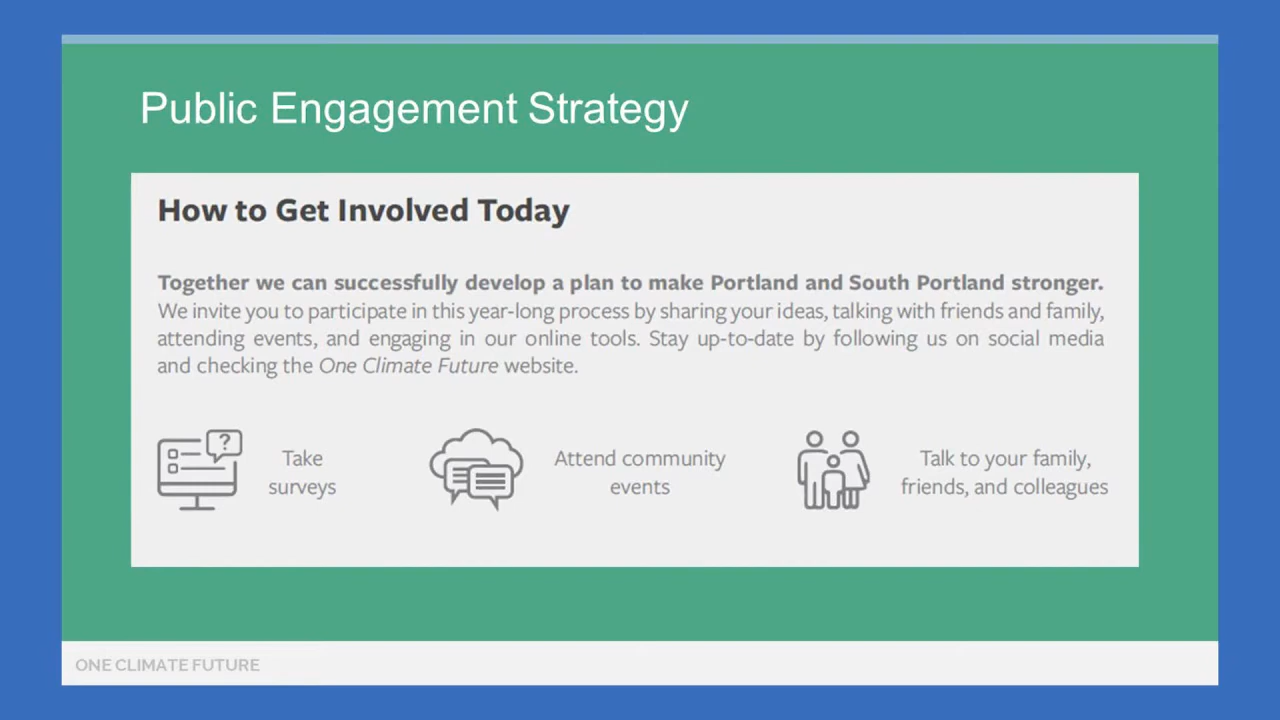 Public Engagement Strategy
How to Get Involved Today
Together we can successfully develop a plan to make Portland and South Portland stronger.
We invite you to participate in this year-long process by sharing your ideas, talking with friends and family,
attending events, and engaging in our online tools. Stay up-to-date by following us on social media
and checking the One Climate Future website.
?
Take
surveys
Attend community
events
Talk to your family,
friends, and colleagues
ONE CLIMATE FUTURE